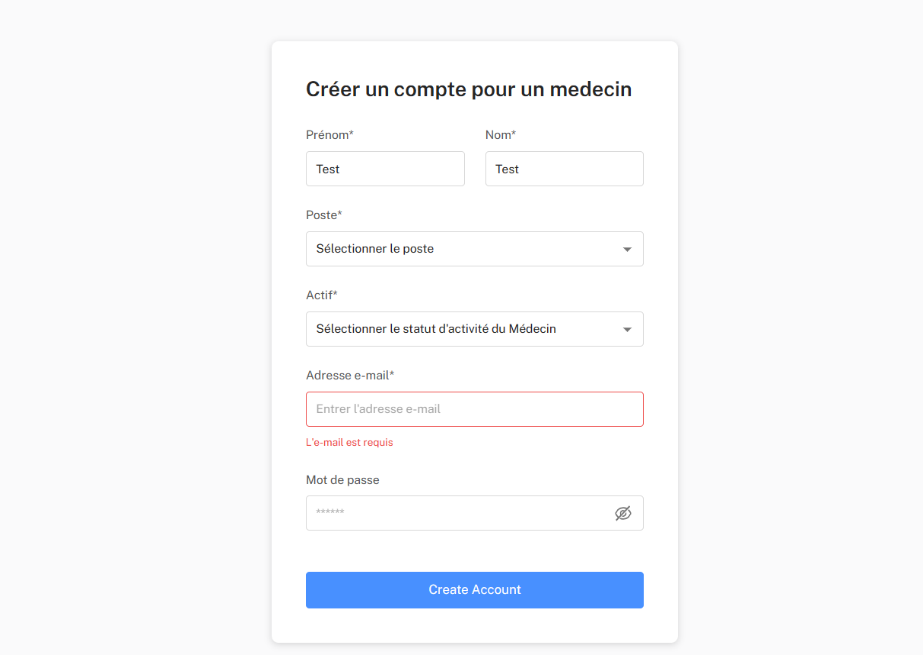 Créer un compte pour un medecin
Prénom* Nom*
Test Test
Poste*
Sélectionner le poste
Actif*
Sélectionner le statut d'activité du Médecin
Adresse e-mail*
Entrer l'adresse e-mail
L'e-mail est requis
Mot de passe
******
Create Account